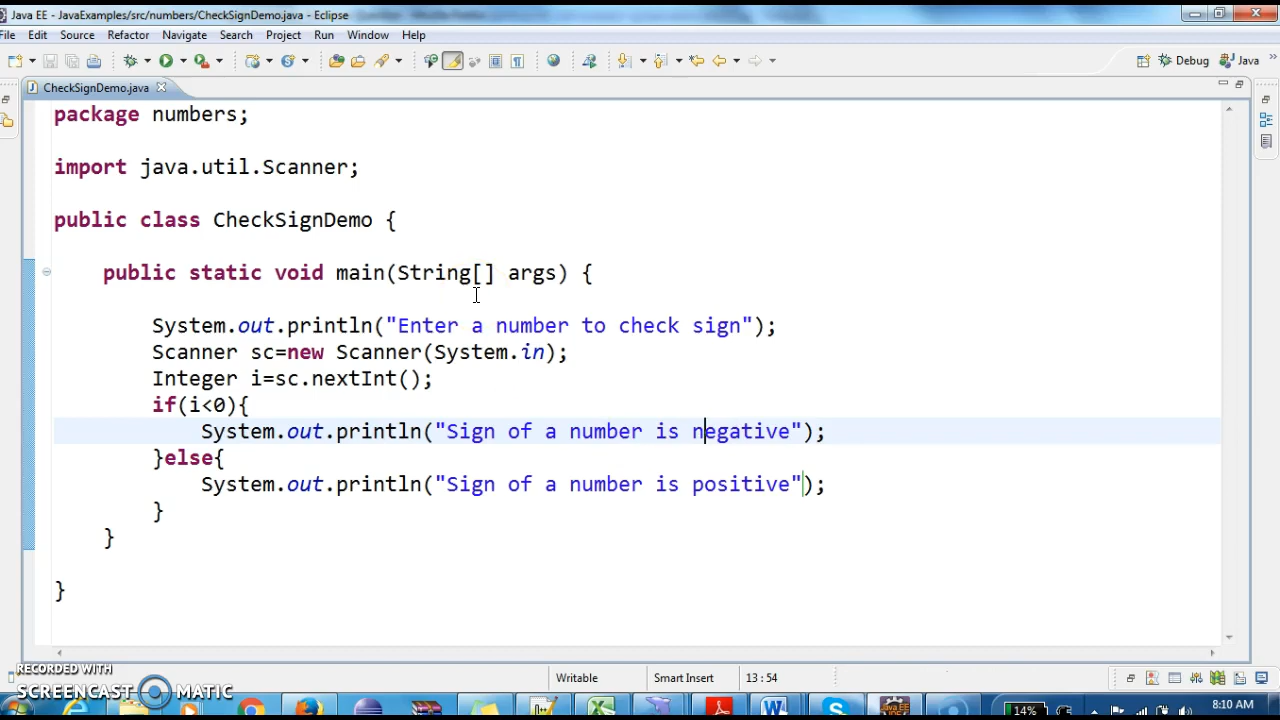 Java EE - JavaExamples/src/numbers/CheckSignDemo.java - Eclipse
File Edit Source Refactor Navigate Search Project Run Window Help
Debug Java
CheckSignDemo.java
package numbers;
import java.util.Scanner;
public class CheckSignDemo {
public static void main(String[] args) {
System.out.println("Enter a number to check sign");
Scanner sc=new Scanner(System.in);
Integer i=sc.nextInt();
if(i<0){
System.out.println("Sign of a number is negative");
}else{
System.out.println("Sign of a number is positive");
}
}
}
Writable Smart Insert 13 : 54
RECORDED WITH
SCREENCAST MATIC
14% 8:10 AM